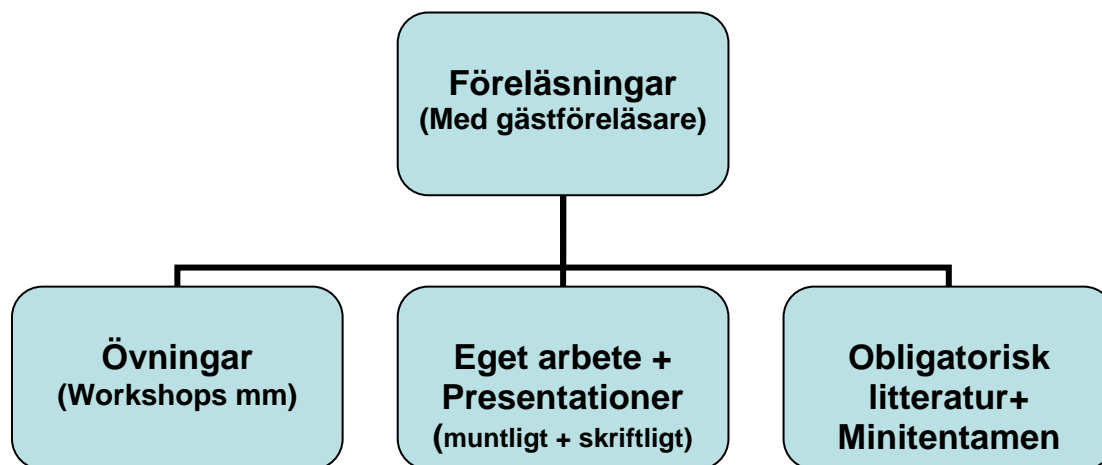 Föreläsningar
(Med gästföreläsare)
Övningar
(Workshops mm)
Eget arbete +
Presentationer
(muntligt + skriftligt)
Obligatorisk
litteratur+
Minitentamen